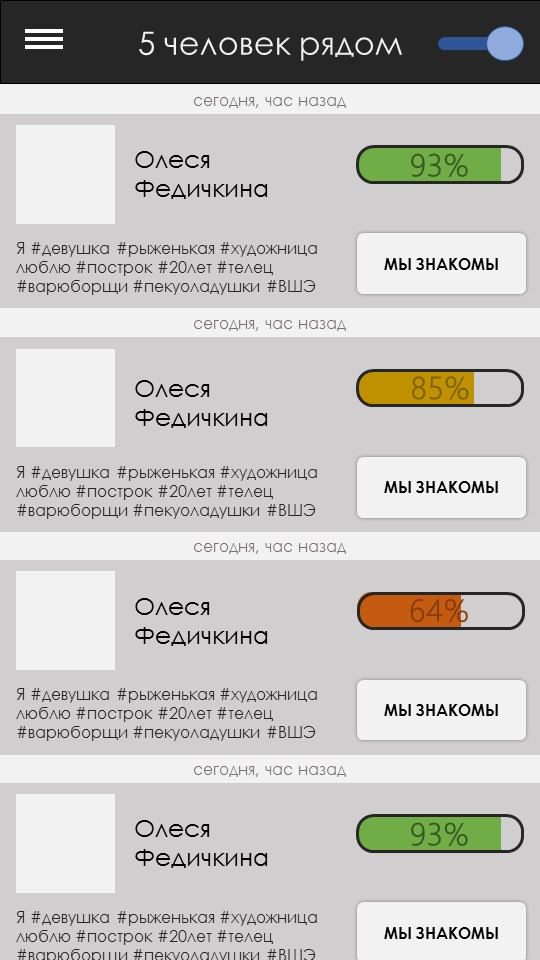 5 человек рядом
сегодня, час назад
Олеся
Федичкина
93%
Я #девушка #рыженькая #художница
люблю #построк #20лет #телец
#варюборщи #пекуоладушки #ВШЭ
МЫ ЗНАКОМЫ
сегодня, час назад
Олеся
Федичкина
85%
Я #девушка #рыженькая #художница
люблю #построк #20лет #телец
#варюборщи #пекуоладушки #ВШЭ
МЫ ЗНАКОМЫ
сегодня, час назад
Олеся
Федичкина
64%
Я #девушка #рыженькая #художница
люблю #построк #20лет #телец
#варюборщи #пекуоладушки #ВШЭ
МЫ ЗНАКОМЫ
сегодня, час назад
Олеся
Федичкина
93%
Я #девушка #рыженькая #художница
люблю #построк #20лет #телец
#варюборщи #пекуоладушки #ВШЭ
МЫ ЗНАКОМЫ